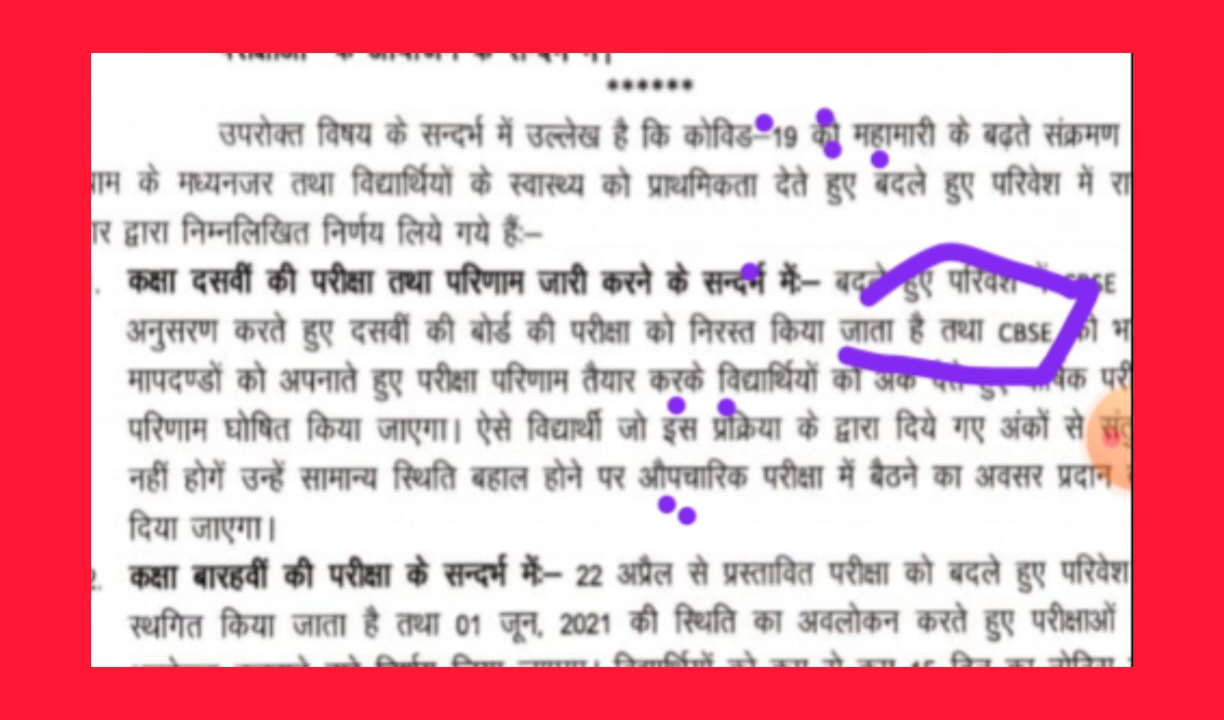 ******
उपरोक्त विषय के सन्दर्भ में उल्लेख है कि कोविड–19 की महामारी के बढ़ते संक्रमण
के मध्यनजर तथा विद्यार्थियों के स्वास्थ्य को प्राथमिकता देते हुए बदले हुए परिवेश में रा
द्वारा निम्नलिखित निर्णय लिये गये हैं:–
कक्षा दसवीं की परीक्षा तथा परिणाम जारी करने के सन्दर्भ में:– बदले हुए परिवेश में CBSE
अनुसरण करते हुए दसवीं की बोर्ड की परीक्षा को निरस्त किया जाता है तथा CBSE की भ
मापदण्डों को अपनाते हुए परीक्षा परिणाम तैयार करके विद्यार्थियों को अंक देते हुए परी
परिणाम घोषित किया जाएगा। ऐसे विद्यार्थी जो इस प्रक्रिया के द्वारा दिये गए अंकों से
नहीं होगें उन्हें सामान्य स्थिति बहाल होने पर औपचारिक परीक्षा में बैठने का अवसर प्रदान
दिया जाएगा।
2. कक्षा बारहवीं की परीक्षा के सन्दर्भ में:– 22 अप्रैल से प्रस्तावित परीक्षा को बदले हुए परिवेश
स्थगित किया जाता है तथा 01 जून, 2021 की स्थिति का अवलोकन करते हुए परीक्षाओं